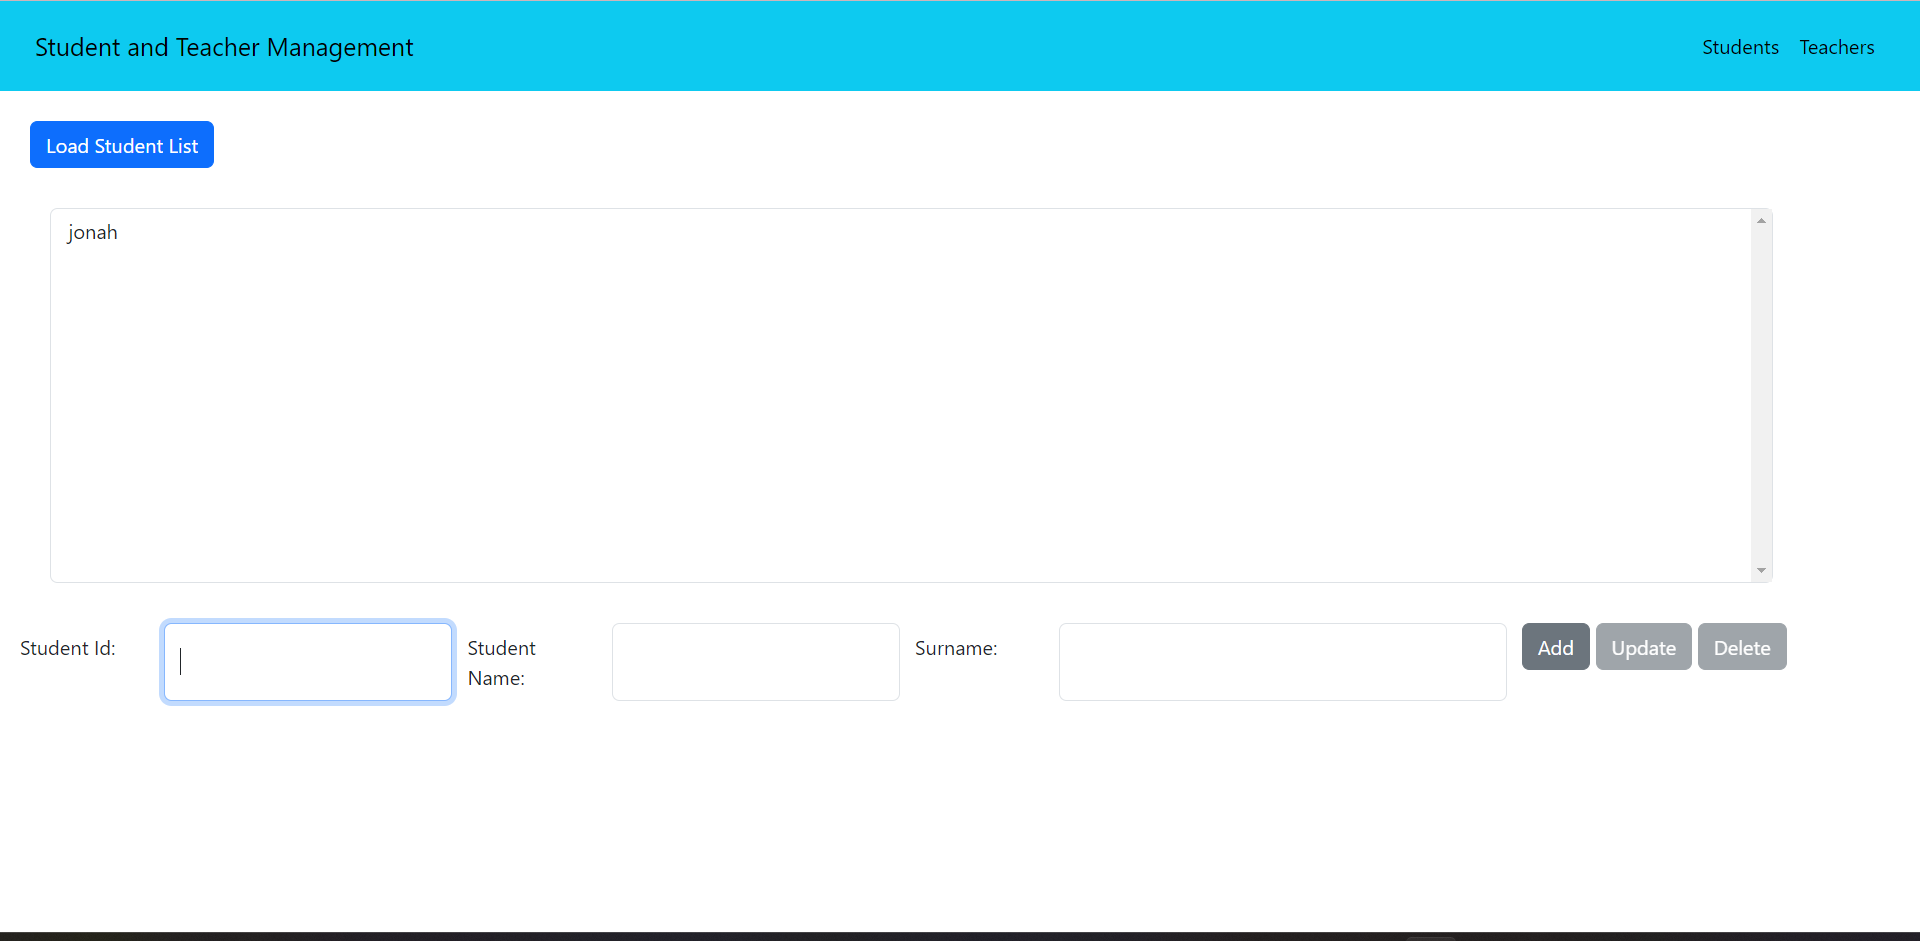 Student and Teacher Management
Students Teachers
Load Student List
jonah
Student Id:
Student
Name:
Surname:
Add Update Delete